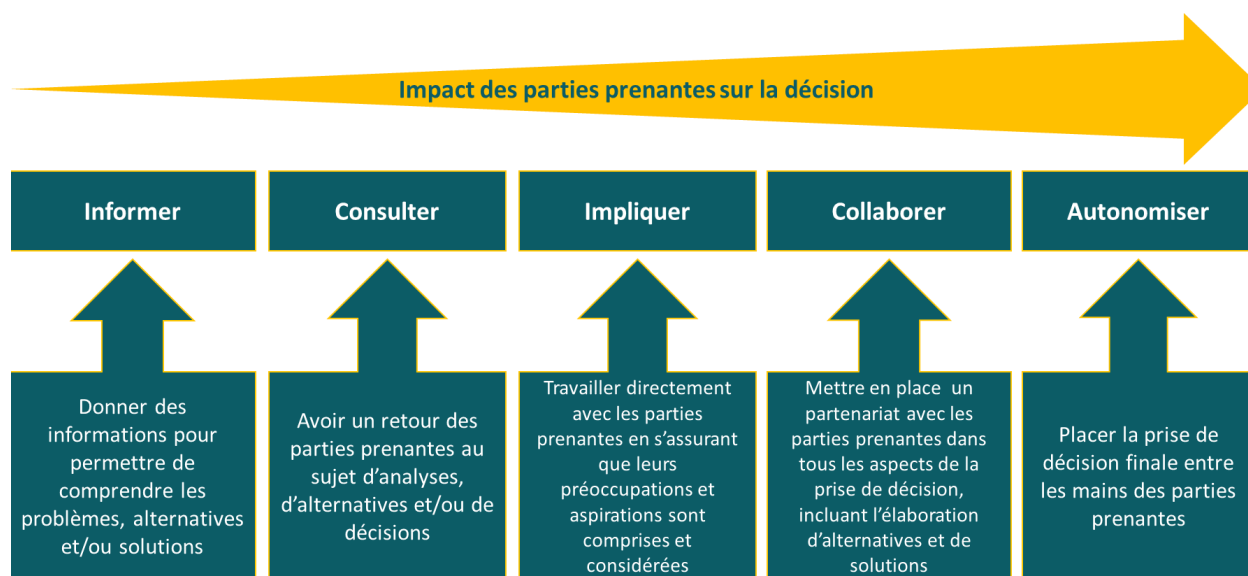 Impact des parties prenantes sur la décision
Informer
Consulter
Impliquer
Collaborer
Autonomiser
Donner des
informations pour
permettre de
comprendre les
problèmes, alternatives
et/ou solutions
Avoir un retour des
parties prenantes au
sujet d’analyses,
d’alternatives et/ou de
décisions
Travailler directement
avec les parties
prenantes en s’assurant
que leurs
préoccupations et
aspirations sont
comprises et
considérées
Mettre en place un
partenariat avec les
parties prenantes dans
tous les aspects de la
prise de décision,
incluant l’élaboration
d’alternatives et de
solutions
Placer la prise de
décision finale entre
les mains des parties
prenantes